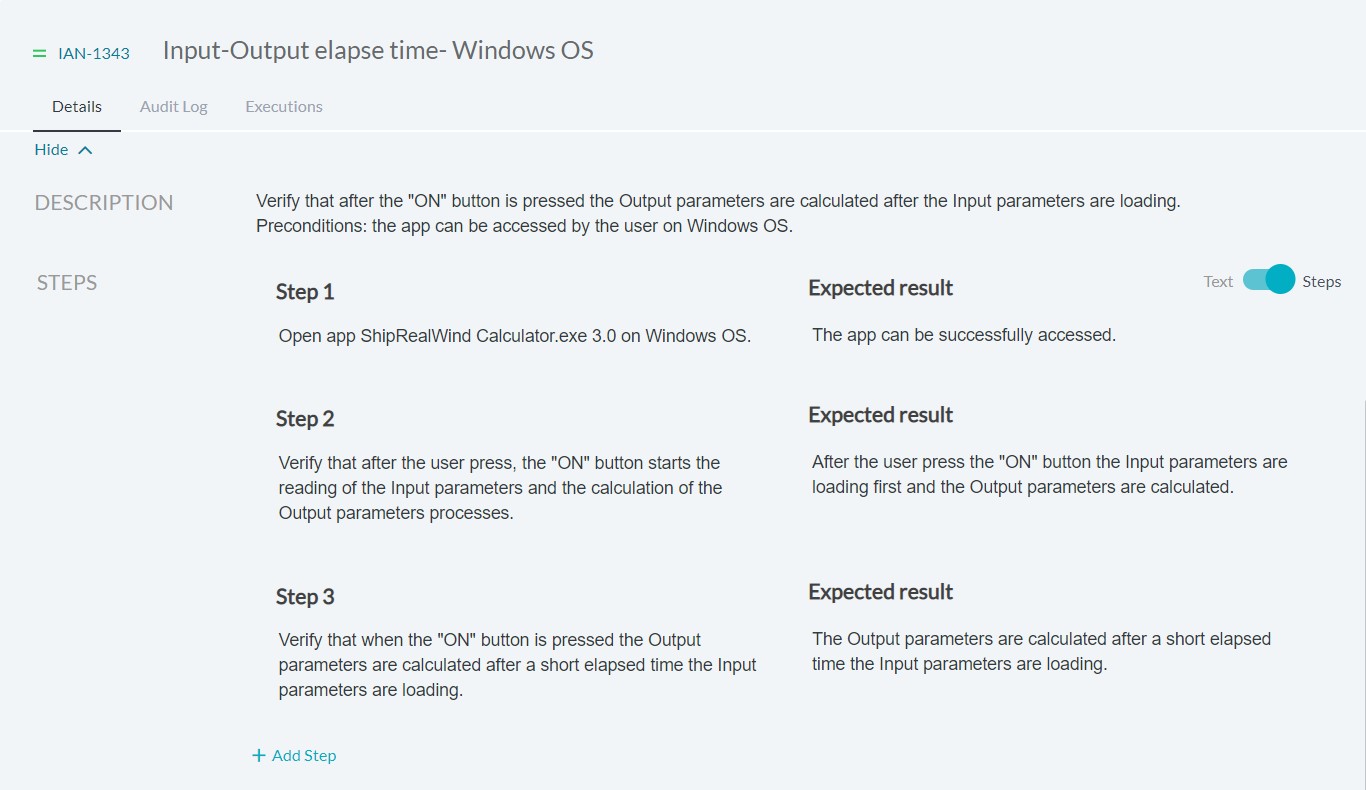 IAN-1343 Input-Output elapse time- Windows OS
Details Audit Log Executions
Hide
DESCRIPTION
Verify that after the "ON" button is pressed the Output parameters are calculated after the Input parameters are loading.
Preconditions: the app can be accessed by the user on Windows OS.
STEPS
Text Steps
Step 1
Open app ShipRealWind Calculator.exe 3.0 on Windows OS.
Expected result
The app can be successfully accessed.
Step 2
Verify that after the user press, the "ON" button starts the
reading of the Input parameters and the calculation of the
Output parameters processes.
Expected result
After the user press the "ON" button the Input parameters are
loading first and the Output parameters are calculated.
Step 3
Verify that when the "ON" button is pressed the Output
parameters are calculated after a short elapsed time the Input
parameters are loading.
Expected result
The Output parameters are calculated after a short elapsed
time the Input parameters are loading.
+ Add Step